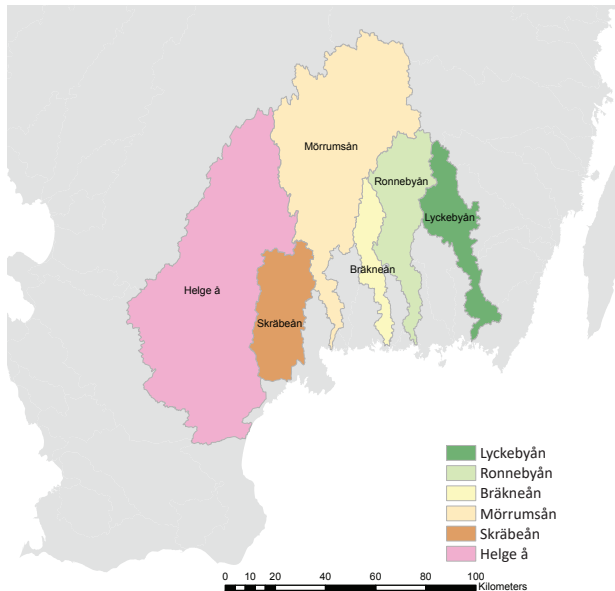 Mörrumsån
Ronnebyån
Lyckebyån
Bräkneån
Helge å
Skräbeån
Lyckebyån
Ronnebyån
Bräkneån
Mörrumsån
Skräbeån
Helge å
0 10 20 40 60 80 100
Kilometers